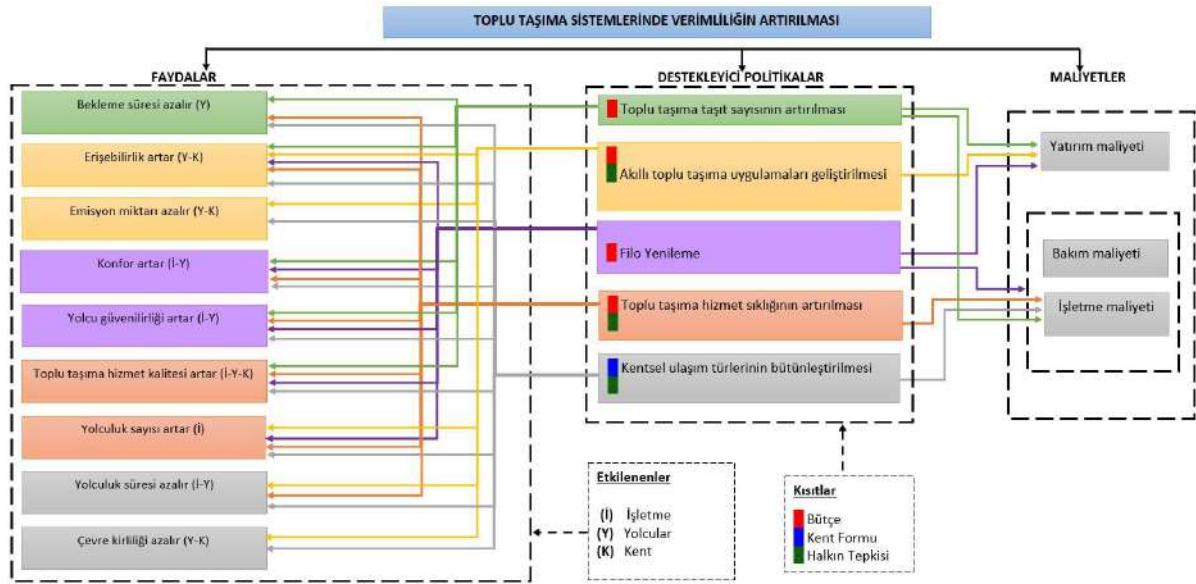 TOPLU TAŞIMA SİSTEMLERİNDE VERİMLİLİĞİN ARTIRILMASI
FAYDALAR
Bekleme süresi azalır (Y)
Erişebilirlik artar (Y-K)
Emisyon miktarı azalır (Y-K)
Konfor artar (İ-Y)
Yolcu güvenilirliği artar (İ-Y)
Toplu taşıma hizmet kalitesi artar (İ-Y-K)
Yolculuk sayısı artar (İ)
Yolculuk süresi azalır (İ-Y)
Çevre kirliliği azalır (Y-K)
DESTEKLEYİCİ POLİTİKALAR
Toplu taşıma taşıt sayısının artırılması
Akıllı toplu taşıma uygulamaları geliştirilmesi
Filo Yenileme
Toplu taşıma hizmet sıklığının artırılması
Kentsel ulaşım türlerinin bütünleştirilmesi
MALİYETLER
Yatırım maliyeti
Bakım maliyeti
İşletme maliyeti
Etkilenenler
(İ) İşletme
(Y) Yolcular
(K) Kent
Kısıtlar
Bütçe
Kent Formu
Halkın Tepkisi